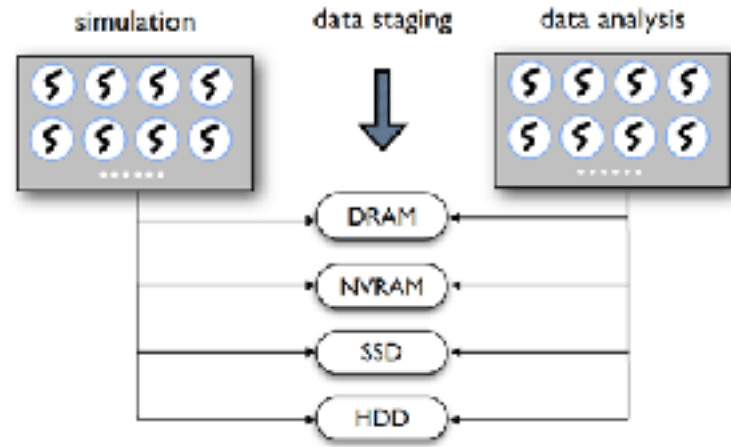 simulation
data staging
data analysis
......
......
DRAM
NVRAM
SSD
HDD